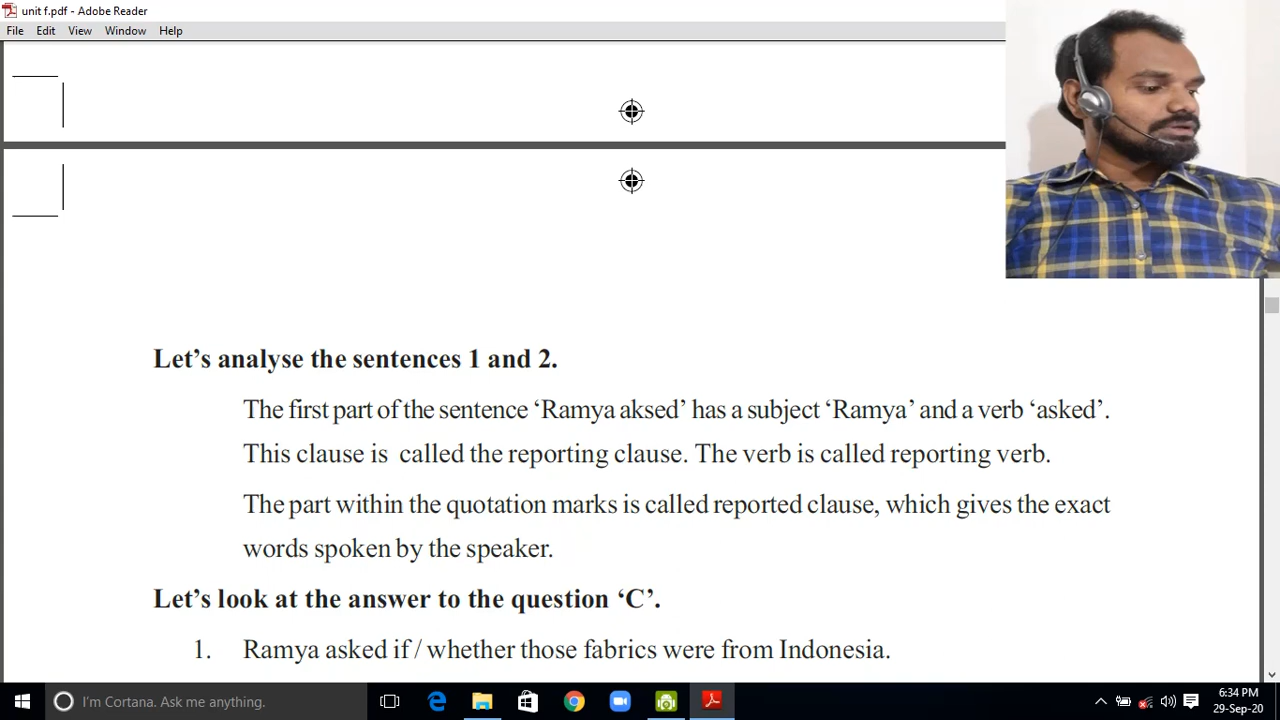 unit f.pdf - Adobe Reader
File Edit View Window Help
Let's analyse the sentences 1 and 2.
The first part of the sentence ‘Ramya aksed’ has a subject ‘Ramya’ and a verb ‘asked’.
This clause is called the reporting clause. The verb is called reporting verb.
The part within the quotation marks is called reported clause, which gives the exact
words spoken by the speaker.
Let’s look at the answer to the question ‘C’.
1. Ramya asked if / whether those fabrics were from Indonesia.
I'm Cortana. Ask me anything.
6:34 PM
29-Sep-20